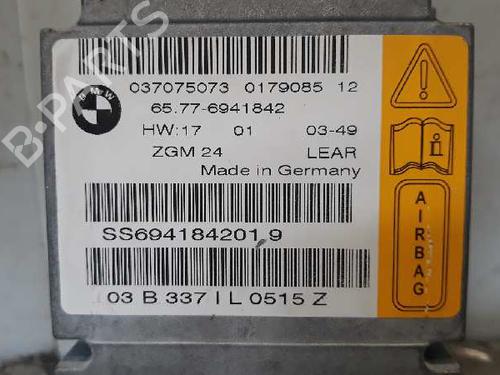 BMW
037075073 0179085 12
65.77-6941842
HW:17 01 03-49
ZGM 24 LEAR
Made in Germany
SS694184201.9
03 B 337 I L 0515 Z
AIRBAG
B-PARTS